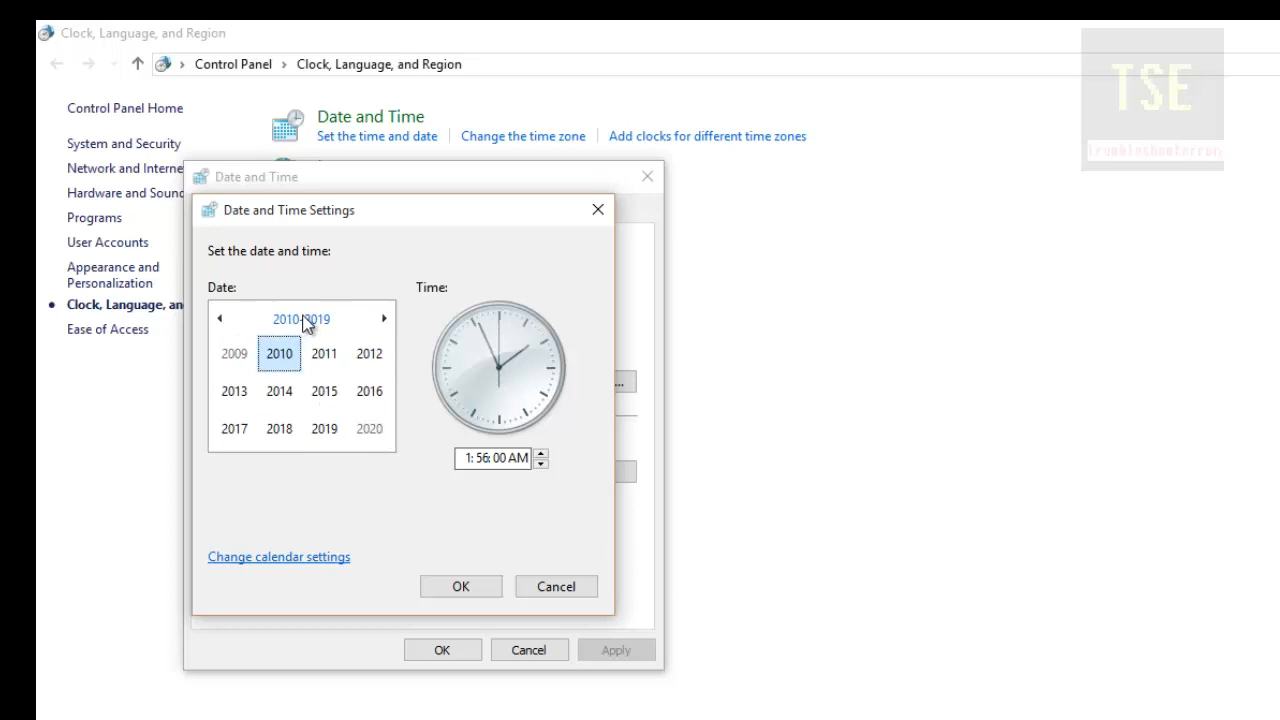 Clock, Language, and Region
Control Panel > Clock, Language, and Region
TSE
Control Panel Home
System and Security
Network and Interne
Hardware and Sound
Programs
User Accounts
Appearance and
Personalization
Clock, Language, an
Ease of Access
Date and Time
Set the time and date
Change the time zone
Add clocks for different time zones
Date and Time
Date and Time Settings
Set the date and time:
Date:
Time:
2010-2019
2009 2010 2011 2012
2013 2014 2015 2016
2017 2018 2019 2020
1:56:00 AM
...
Change calendar settings
OK Cancel
OK Cancel Apply